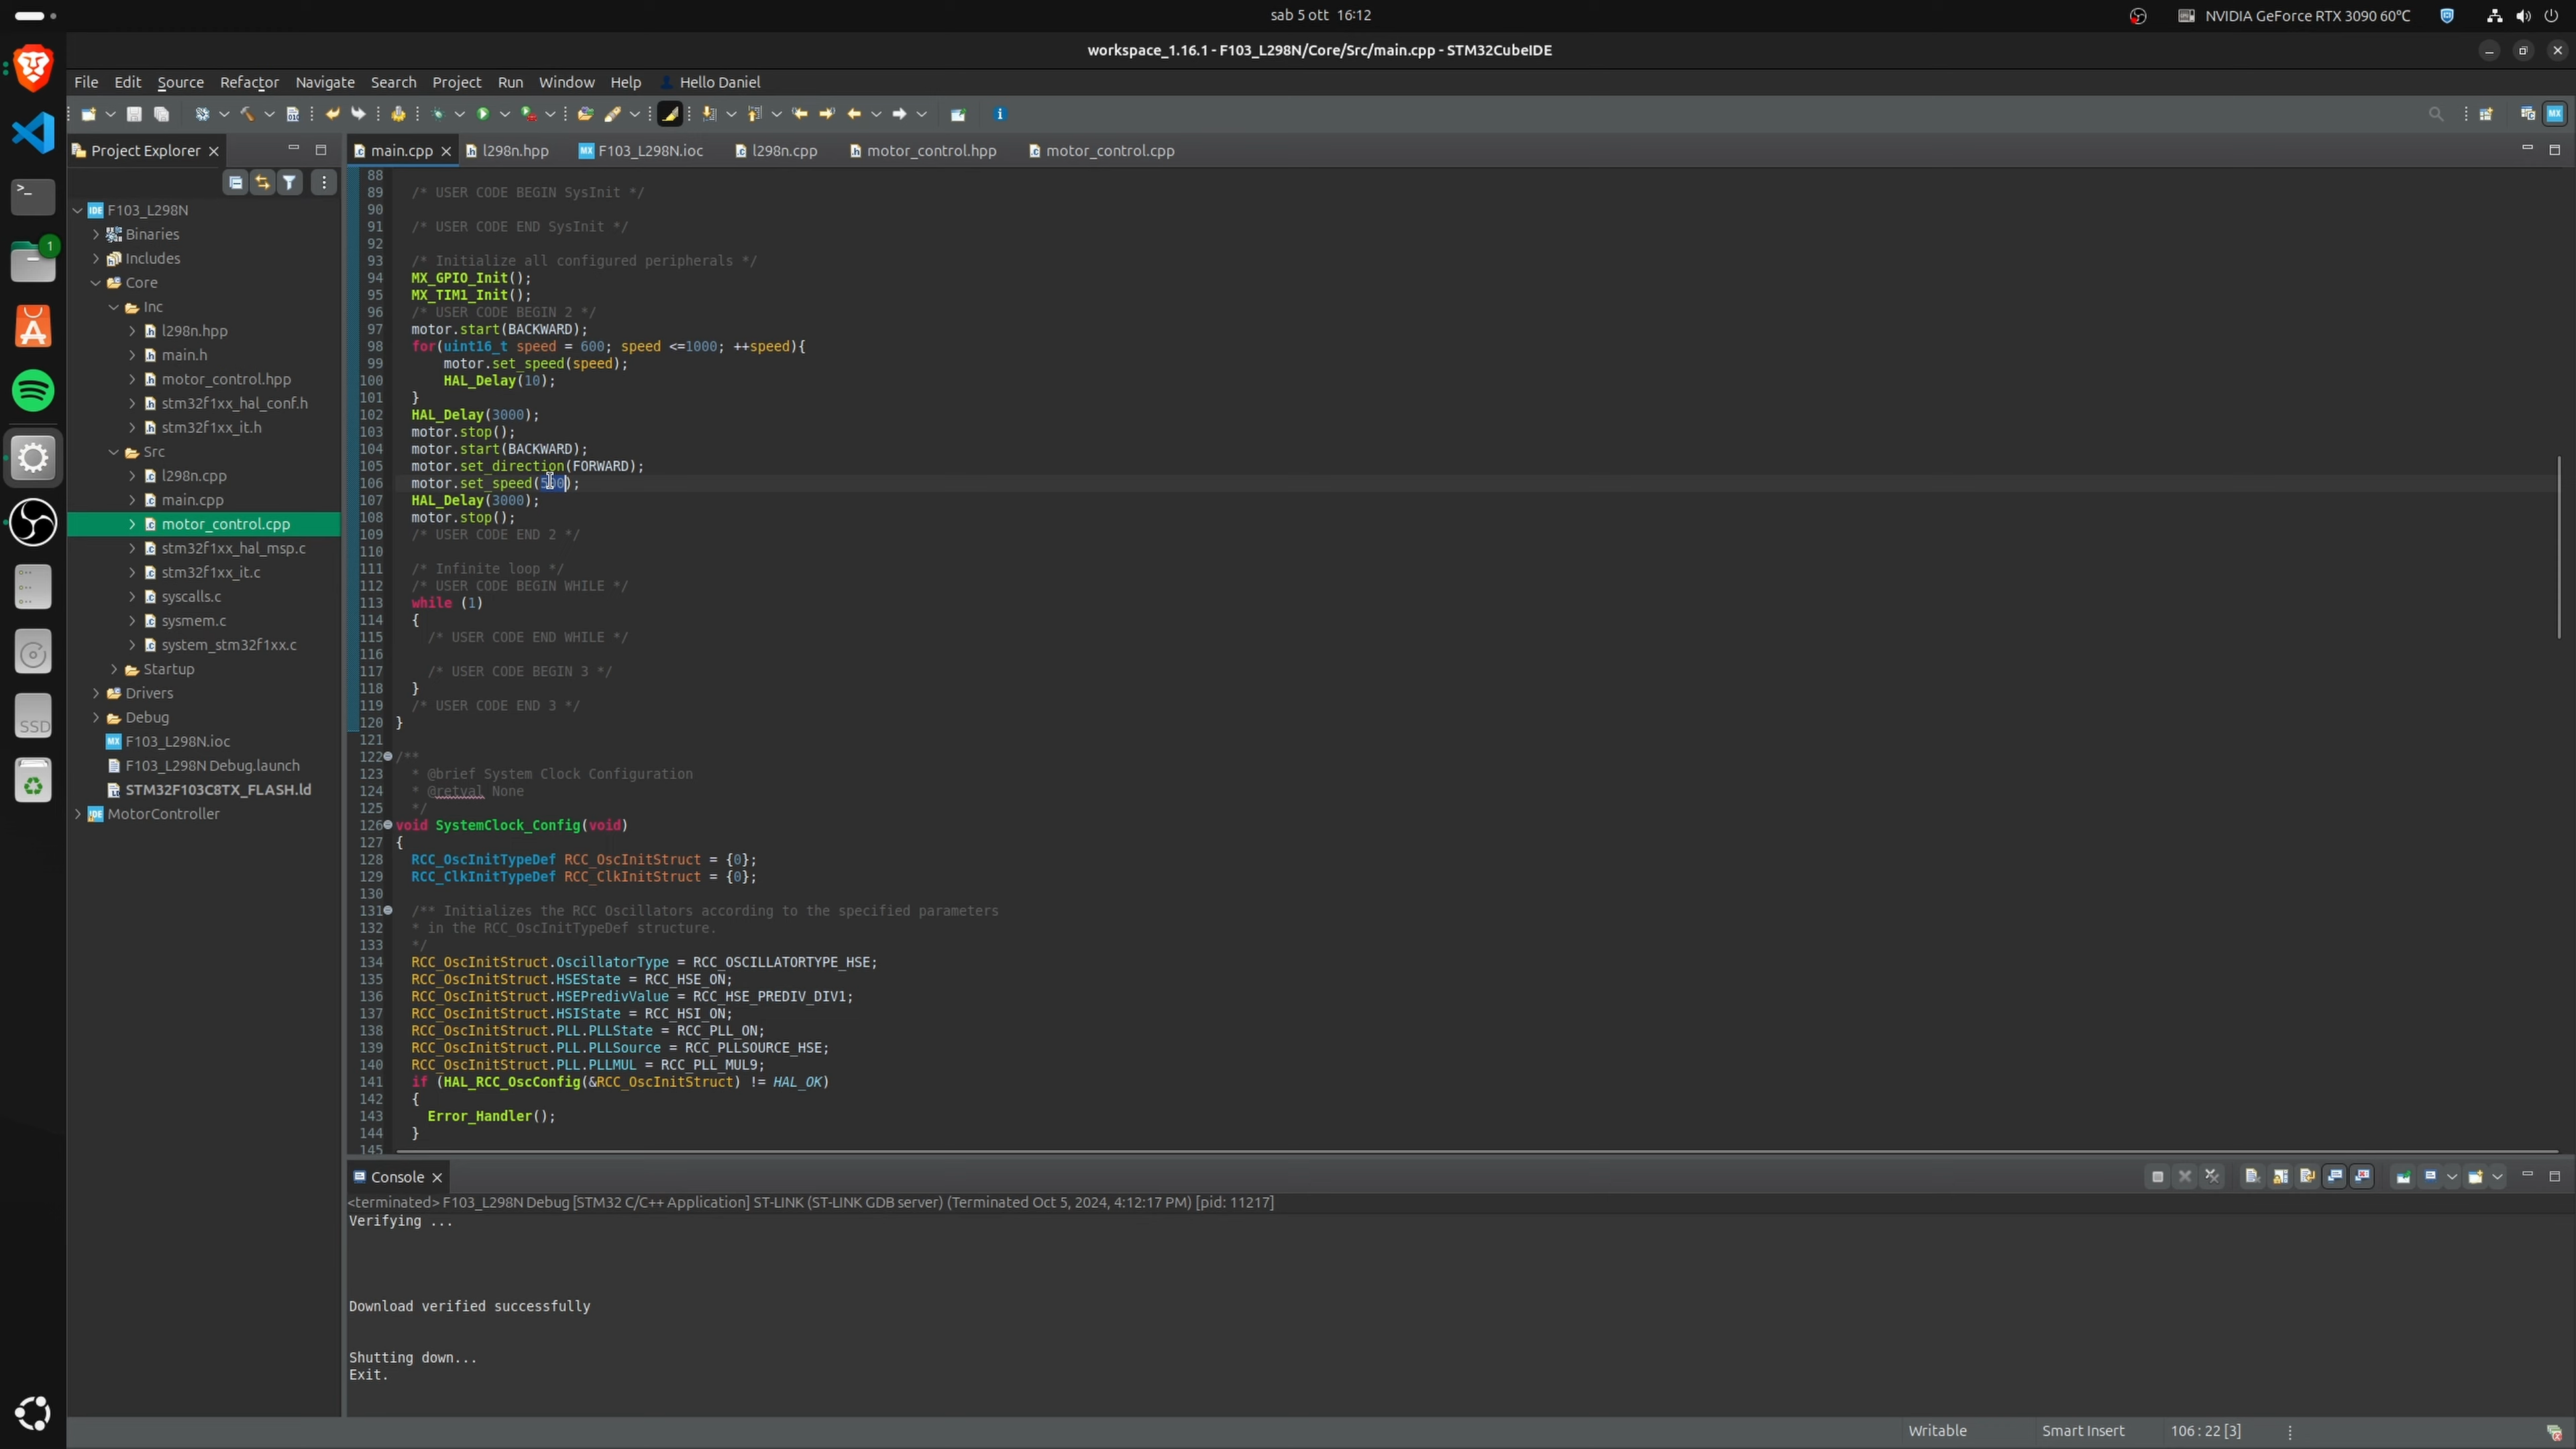 sab 5 ott 16:12
NVIDIA GeForce RTX 3090 60°C
workspace_1.16.1 - F103_L298N/Core/Src/main.cpp - STM32CubeIDE
File Edit Source Refactor Navigate Search Project Run Window Help Hello Daniel
Project Explorer
F103_L298N
Binaries
Includes
Core
Inc
l298n.hpp
main.h
motor_control.hpp
stm32f1xx_hal_conf.h
stm32f1xx_it.h
Src
l298n.cpp
main.cpp
motor_control.cpp
stm32f1xx_hal_msp.c
stm32f1xx_it.c
syscalls.c
sysmem.c
system_stm32f1xx.c
Startup
Drivers
Debug
F103_L298N.ioc
F103_L298N Debug.launch
STM32F103C8TX_FLASH.ld
MotorController
1
SSD
main.cpp l298n.hpp F103_L298N.ioc l298n.cpp motor_control.hpp motor_control.cpp
88
89 /* USER CODE BEGIN SysInit */
90
91 /* USER CODE END SysInit */
92
93 /* Initialize all configured peripherals */
94 MX_GPIO_Init();
95 MX_TIM1_Init();
96 /* USER CODE BEGIN 2 */
97 motor.start(BACKWARD);
98 for(uint16_t speed = 600; speed <=1000; ++speed){
99 motor.set_speed(speed);
100 HAL_Delay(10);
101 }
102 HAL_Delay(3000);
103 motor.stop();
104 motor.start(BACKWARD);
105 motor.set_direction(FORWARD);
106 motor.set_speed(500);
107 HAL_Delay(3000);
108 motor.stop();
109 /* USER CODE END 2 */
110
111 /* Infinite loop */
112 /* USER CODE BEGIN WHILE */
113 while (1)
114 {
115 /* USER CODE END WHILE */
116
117 /* USER CODE BEGIN 3 */
118 }
119 /* USER CODE END 3 */
120 }
121
122 /**
123 * @brief System Clock Configuration
124 * @retval None
125 */
126 void SystemClock_Config(void)
127 {
128 RCC_OscInitTypeDef RCC_OscInitStruct = {0};
129 RCC_ClkInitTypeDef RCC_ClkInitStruct = {0};
130
131 /** Initializes the RCC Oscillators according to the specified parameters
132 * in the RCC_OscInitTypeDef structure.
133 */
134 RCC_OscInitStruct.OscillatorType = RCC_OSCILLATORTYPE_HSE;
135 RCC_OscInitStruct.HSEState = RCC_HSE_ON;
136 RCC_OscInitStruct.HSEPredivValue = RCC_HSE_PREDIV_DIV1;
137 RCC_OscInitStruct.HSIState = RCC_HSI_ON;
138 RCC_OscInitStruct.PLL.PLLState = RCC_PLL_ON;
139 RCC_OscInitStruct.PLL.PLLSource = RCC_PLLSOURCE_HSE;
140 RCC_OscInitStruct.PLL.PLLMUL = RCC_PLL_MUL9;
141 if (HAL_RCC_OscConfig(&RCC_OscInitStruct) != HAL_OK)
142 {
143 Error_Handler();
144 }
145
Console
<terminated> F103_L298N Debug [STM32 C/C++ Application] ST-LINK (ST-LINK GDB server) (Terminated Oct 5, 2024, 4:12:17 PM) [pid: 11217]
Verifying ...
Download verified successfully
Shutting down...
Exit.
Writable Smart Insert 106 : 22 [3]